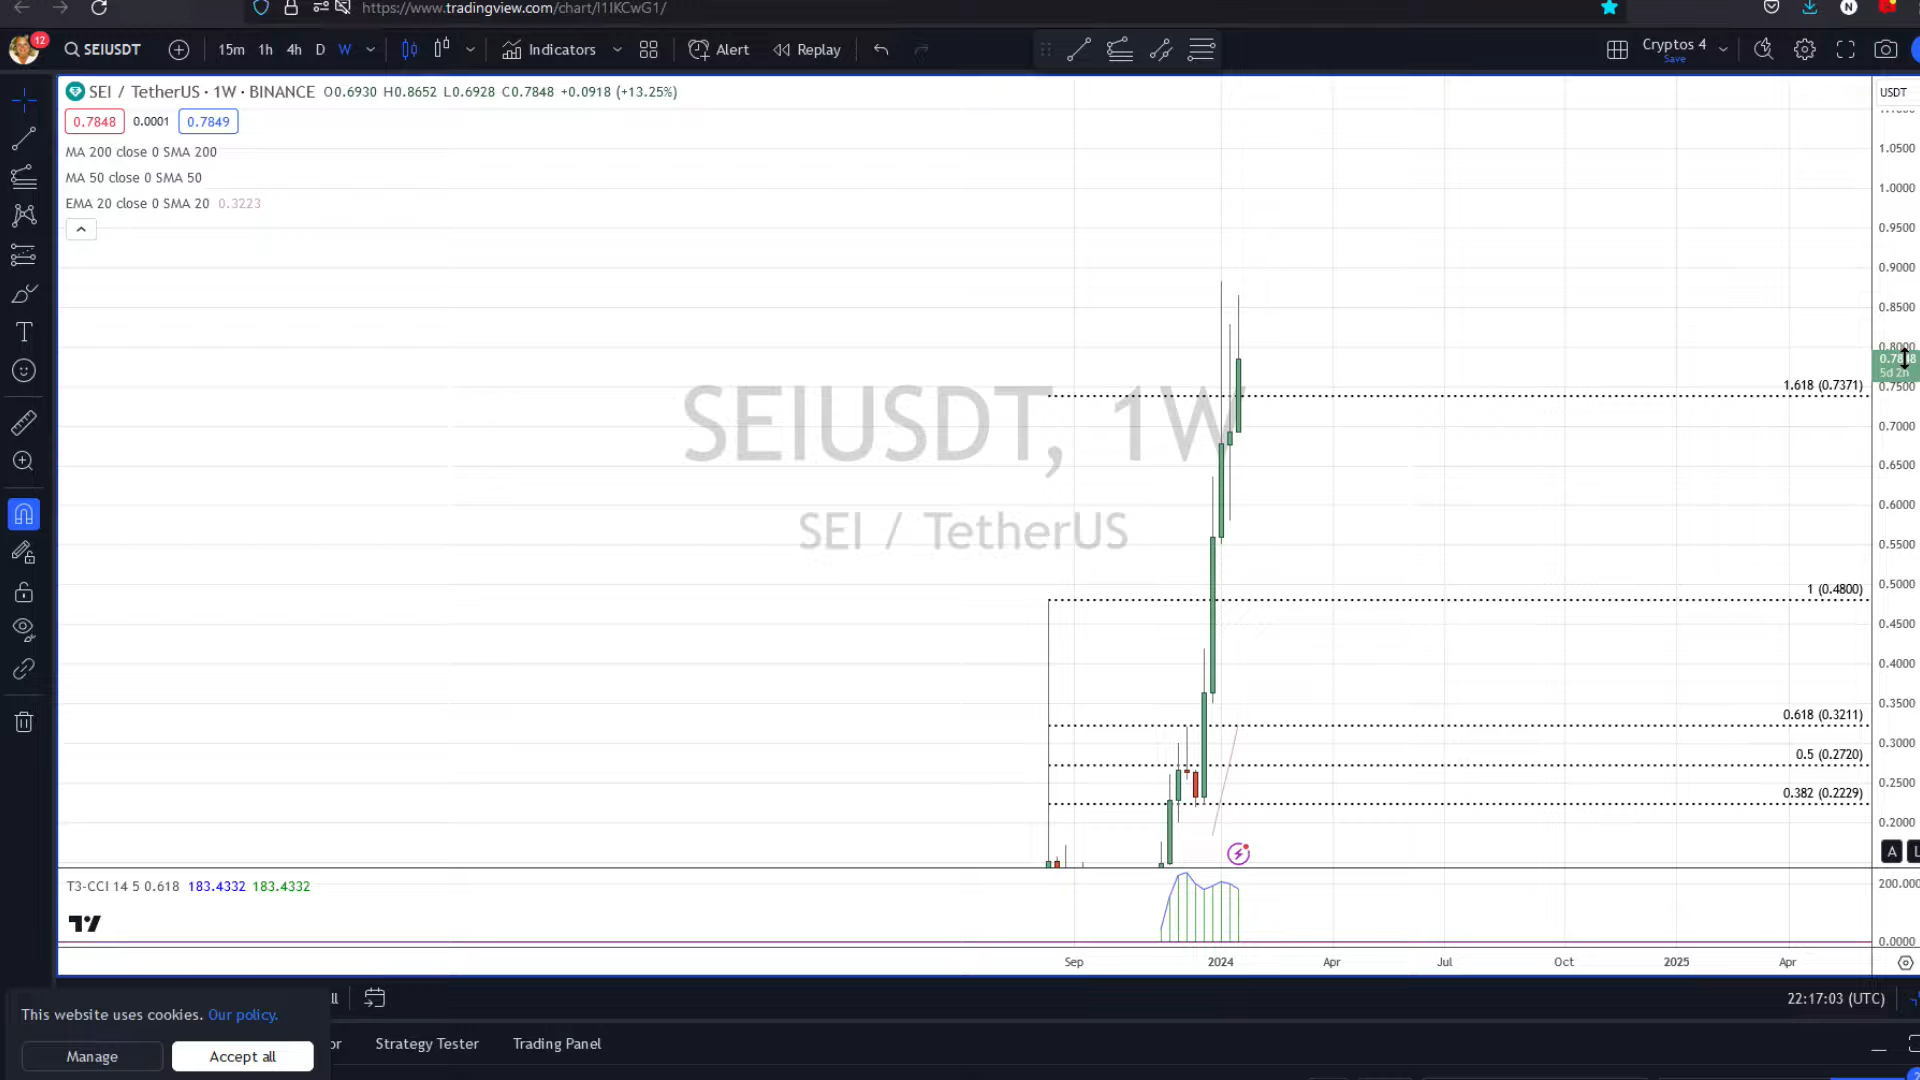 https://www.tradingview.com/chart/l1IKCwG1/
12
SEIUSDT
15m 1h 4h D W
Indicators
Alert
Replay
Cryptos 4
Save
N
SEI / TetherUS · 1W · BINANCE O0.6930 H0.8652 L0.6928 C0.7848 +0.0918 (+13.25%)
USDT
0.7848 0.0001 0.7849
MA 200 close 0 SMA 200
MA 50 close 0 SMA 50
EMA 20 close 0 SMA 20 0.3223
SEIUSDT, 1W
SEI / TetherUS
1.0500
1.0000
0.9500
0.9000
0.8500
0.8000
5d 2h
0.7500
1.618 (0.7371)
0.7000
0.6500
0.6000
0.5500
0.5000
1 (0.4800)
0.4500
0.4000
0.3500
0.618 (0.3211)
0.3000
0.5 (0.2720)
0.2500
0.382 (0.2229)
0.2000
A L
T3-CCI 14 5 0.618 183.4332 183.4332
200.000
0.0000
Sep 2024 Apr Jul Oct 2025 Apr
22:17:03 (UTC)
This website uses cookies. Our policy.
Manage Accept all
Strategy Tester Trading Panel